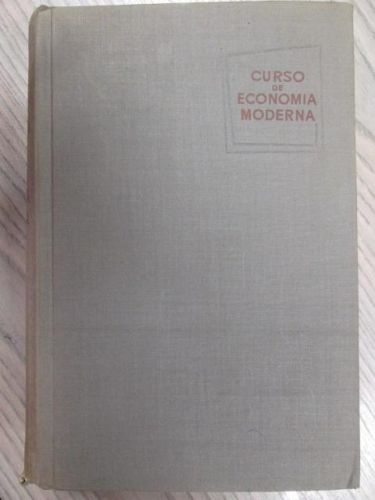 CURSO
DE
ECONOMIA
MODERNA